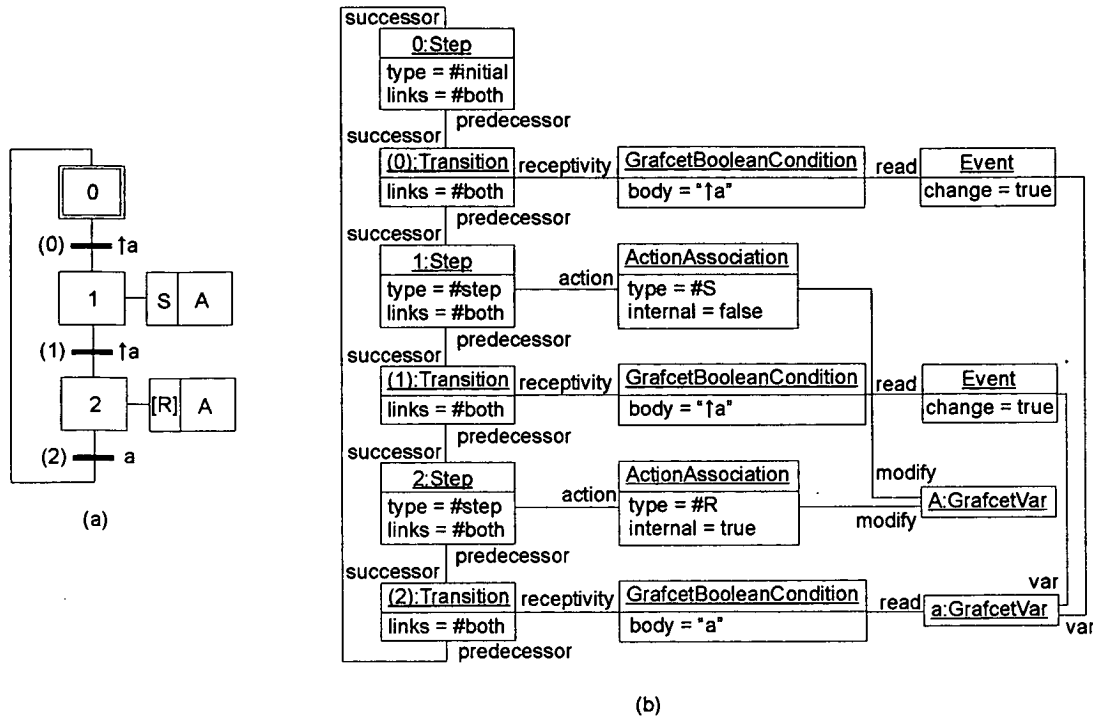 0
(0) ↑a
1 S A
(1) ↑a
2 [R] A
(2) a
(a)
successor
0:Step
type = #initial
links = #both
predecessor
successor
(0):Transition receptivity GrafcetBooleanCondition read Event
links = #both body = "↑a" change = true
predecessor
successor
1:Step action ActionAssociation
type = #step type = #S
links = #both internal = false
predecessor
successor
(1):Transition receptivity GrafcetBooleanCondition read Event
links = #both body = "↑a" change = true
predecessor
successor
2:Step action ActionAssociation modify
type = #step type = #R A:GrafcetVar
links = #both internal = true modify
predecessor
successor var
(2):Transition receptivity GrafcetBooleanCondition read a:GrafcetVar
links = #both body = "a" var
predecessor
(b)